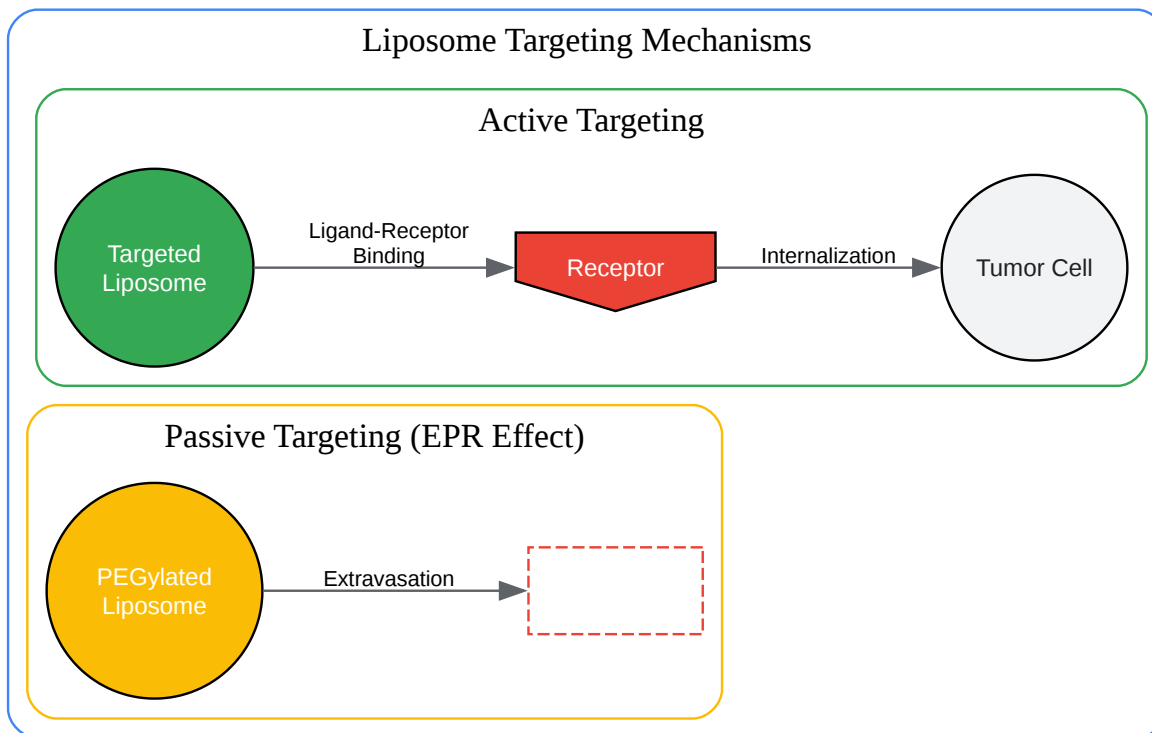 Liposome Targeting Mechanisms
Active Targeting
Targeted
Liposome
Ligand-Receptor
Binding
Receptor
Internalization
Tumor Cell
Passive Targeting (EPR Effect)
PEGylated
Liposome
Extravasation